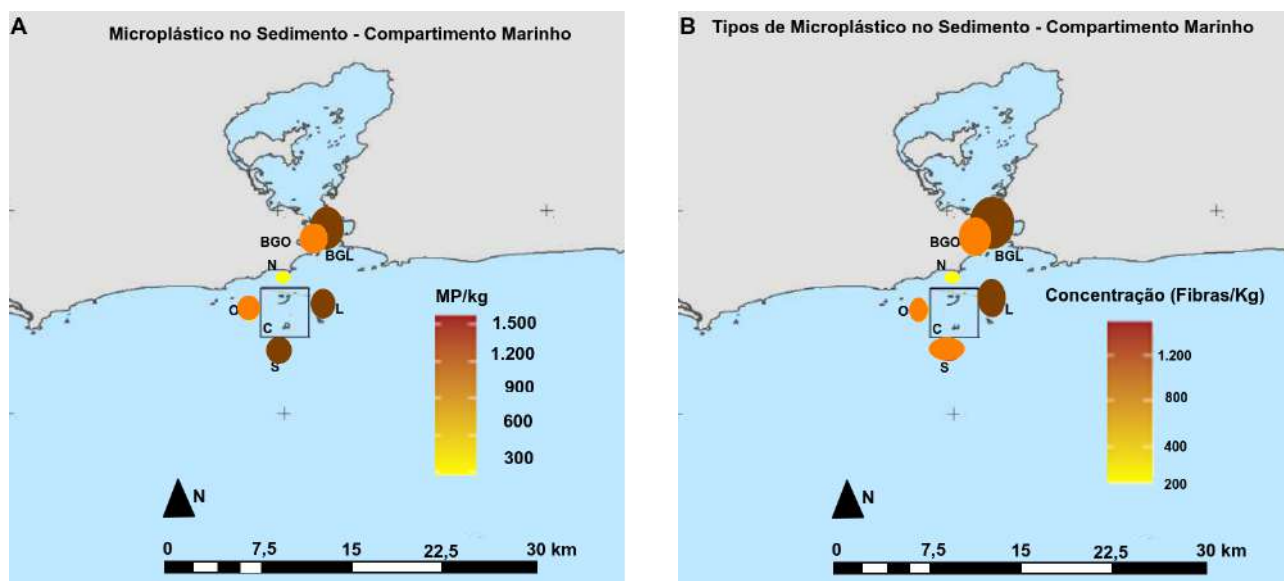 A
Microplástico no Sedimento - Compartimento Marinho
BGO
BGL
N
O
L
C
S
MP/kg
1.500
1.200
900
600
300
N
0 7,5 15 22,5 30 km
B
Tipos de Microplástico no Sedimento - Compartimento Marinho
BGO
BGL
N
O
L
C
S
Concentração (Fibras/Kg)
1.200
800
400
200
N
0 7,5 15 22,5 30 km